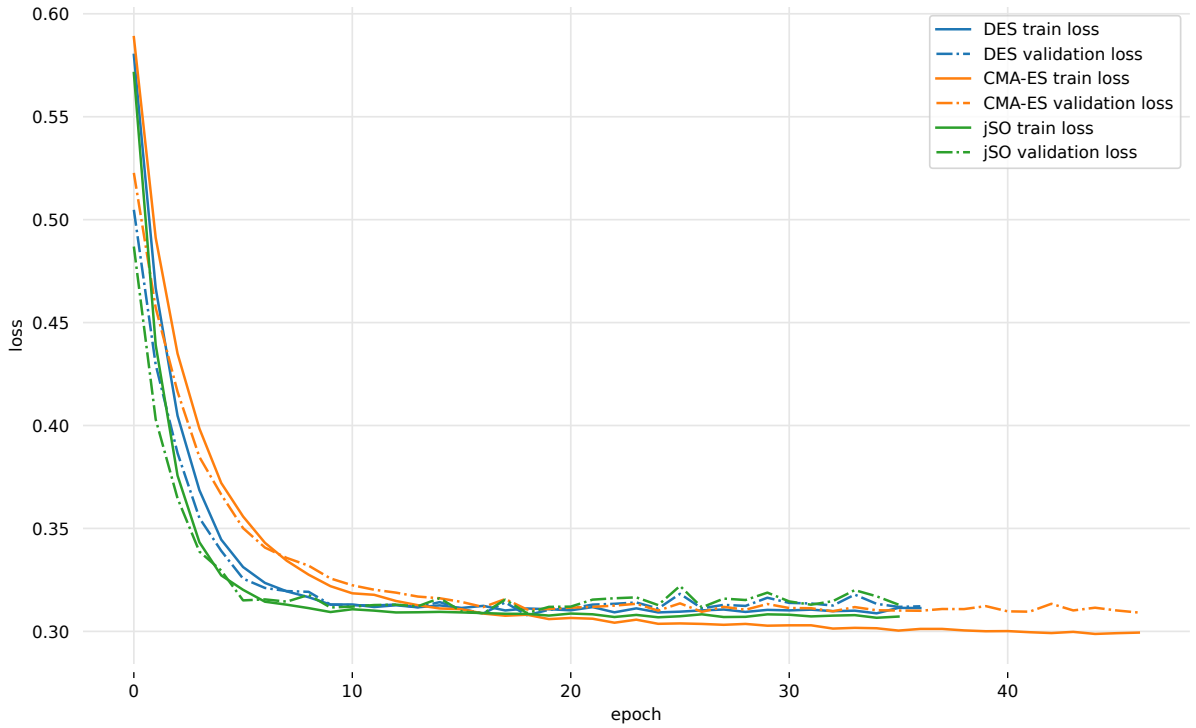 0.60
0.55
0.50
0.45
0.40
0.35
0.30
loss
0
10
20
30
40
epoch
DES train loss
DES validation loss
CMA-ES train loss
CMA-ES validation loss
jSO train loss
jSO validation loss